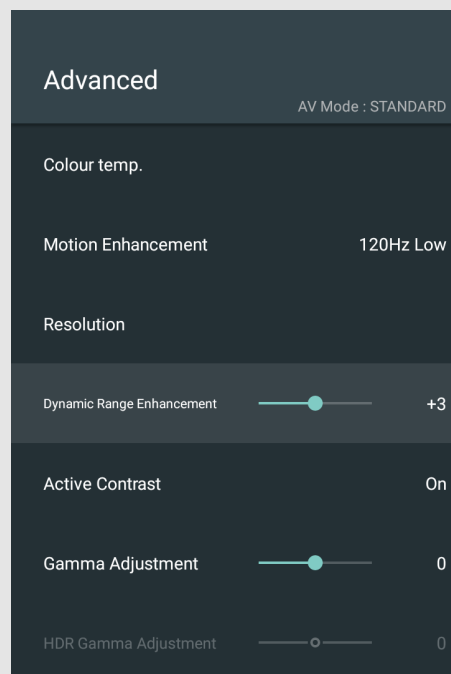 Advanced
AV Mode : STANDARD
Colour temp.
Motion Enhancement 120Hz Low
Resolution
Dynamic Range Enhancement +3
Active Contrast On
Gamma Adjustment 0
HDR Gamma Adjustment 0